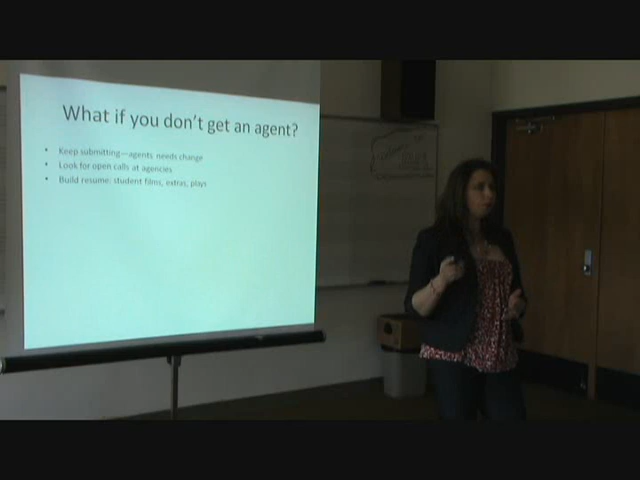 What if you don't get an agent?
• Keep submitting—agents needs change
• Look for open calls at agencies
• Build resume: student films, extras, plays